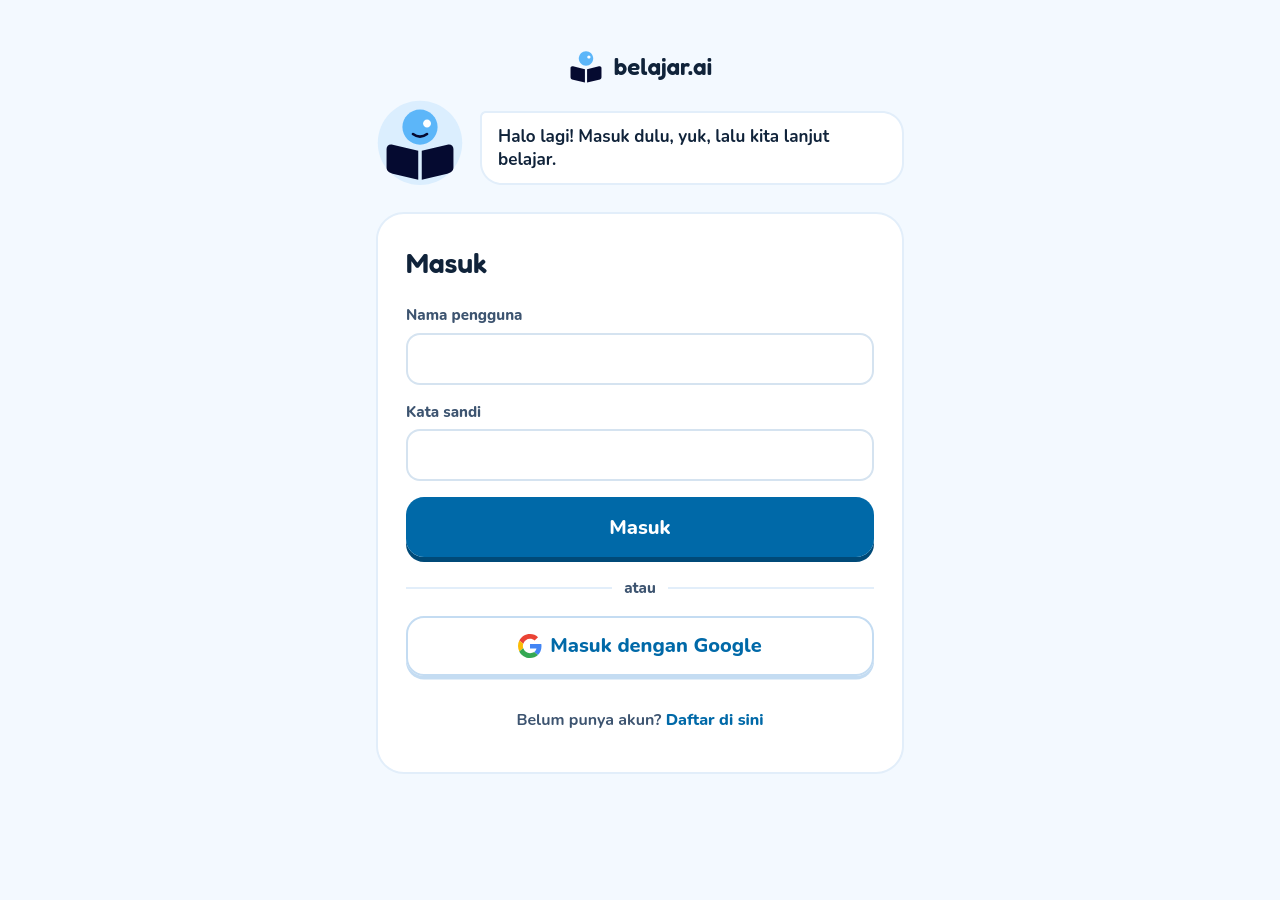 belajar.ai
Halo lagi! Masuk dulu, yuk, lalu kita lanjut
belajar.
Masuk
Nama pengguna
Kata sandi
Masuk
atau
Masuk dengan Google
Belum punya akun? Daftar di sini